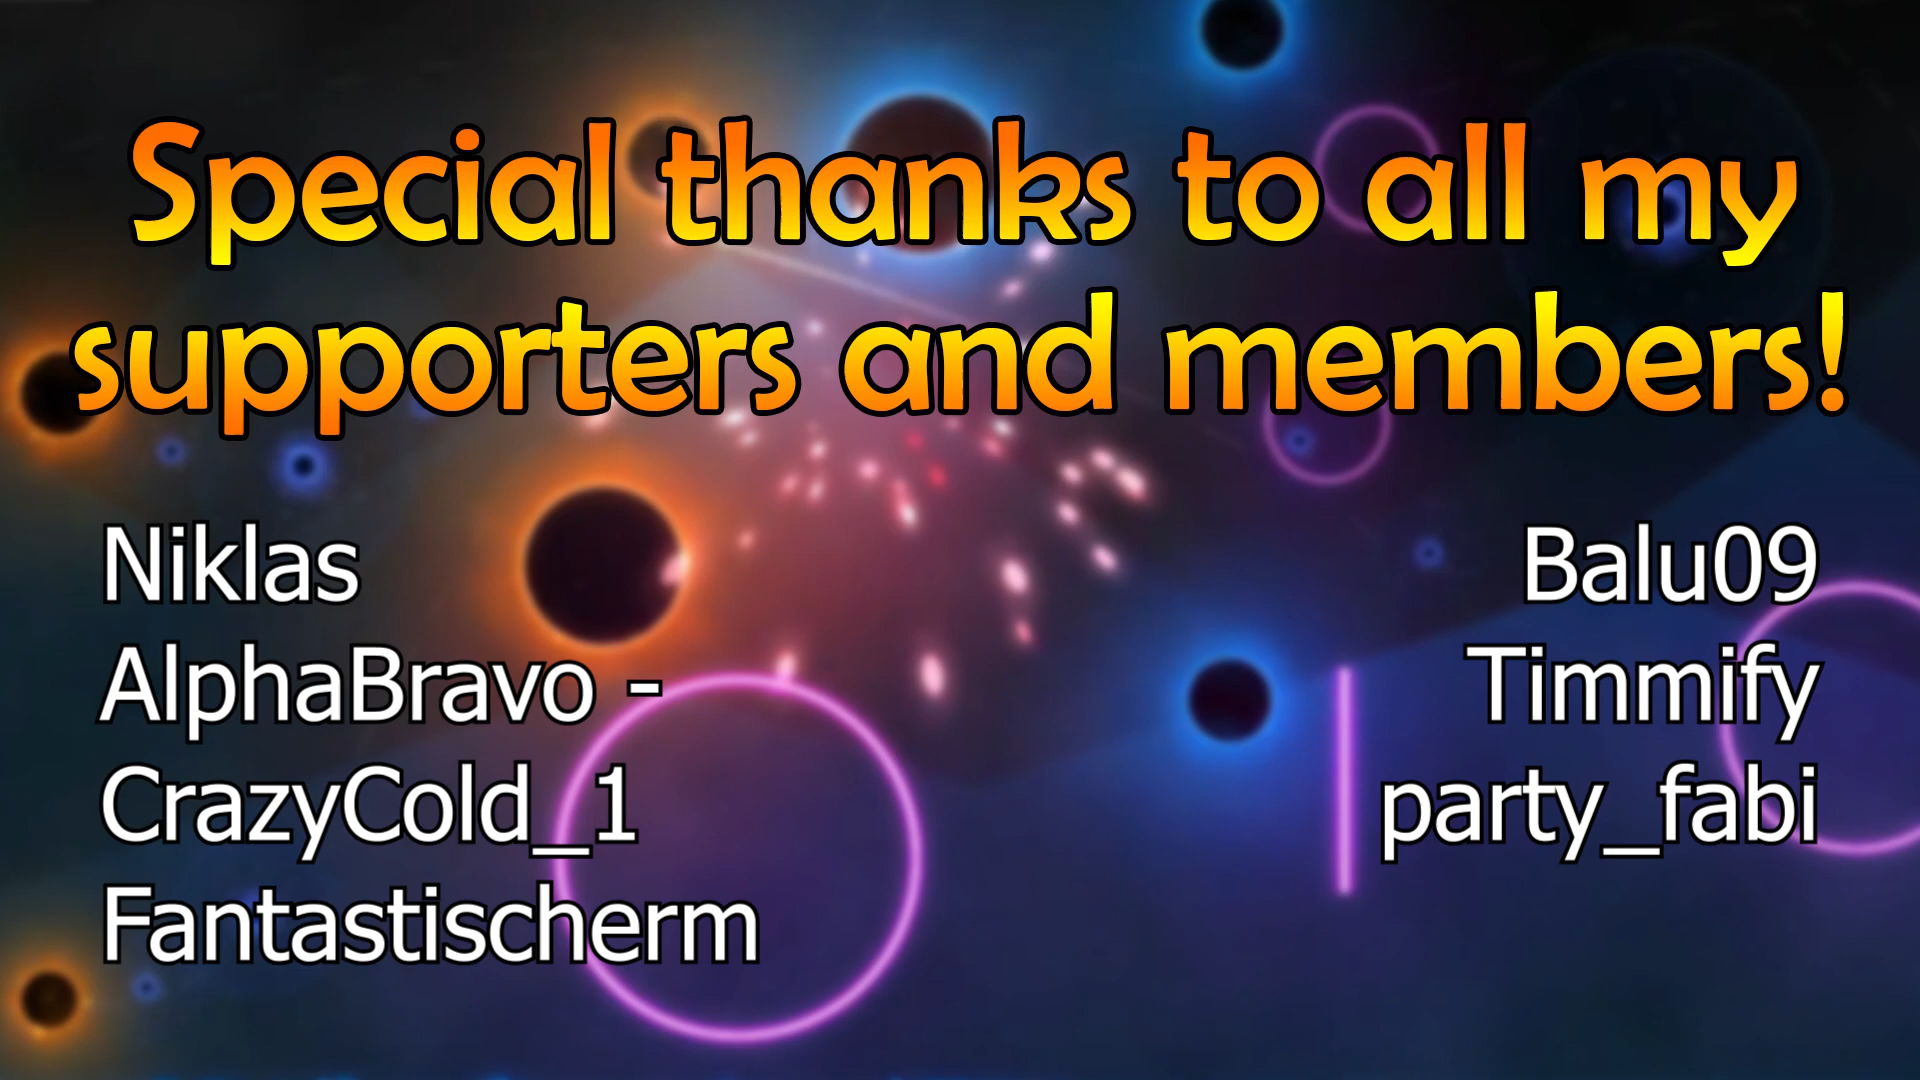 Special thanks to all my
supporters and members!
Niklas
AlphaBravo -
CrazyCold_1
Fantastischerm
Balu09
Timmify
party_fabi